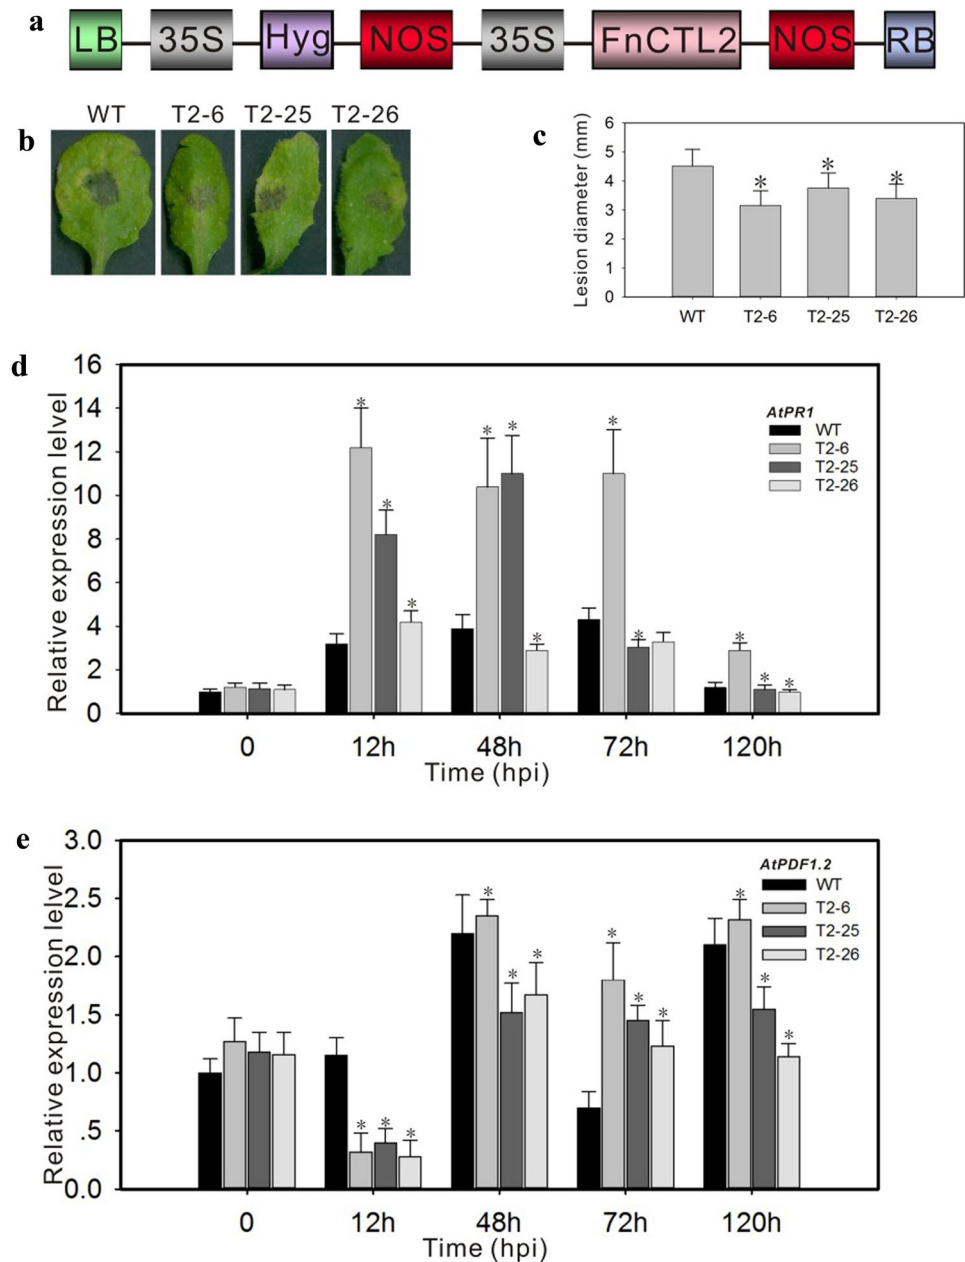 a
LB 35S Hyg NOS 35S FnCTL2 NOS RB
b
WT T2-6 T2-25 T2-26
c
Lesion diameter (mm)
6
5
4
3
2
1
0
* * *
WT T2-6 T2-25 T2-26
d
Relative expression lelvel
16
14
12
10
8
6
4
2
0
AtPR1
WT
T2-6
T2-25
T2-26
* * * * * * * * * * *
0 12h 48h 72h 120h
Time (hpi)
e
Relative expression lelvel
3.0
2.5
2.0
1.5
1.0
.5
0.0
AtPDF1.2
WT
T2-6
T2-25
T2-26
* * * * * * * * * * * *
0 12h 48h 72h 120h
Time (hpi)